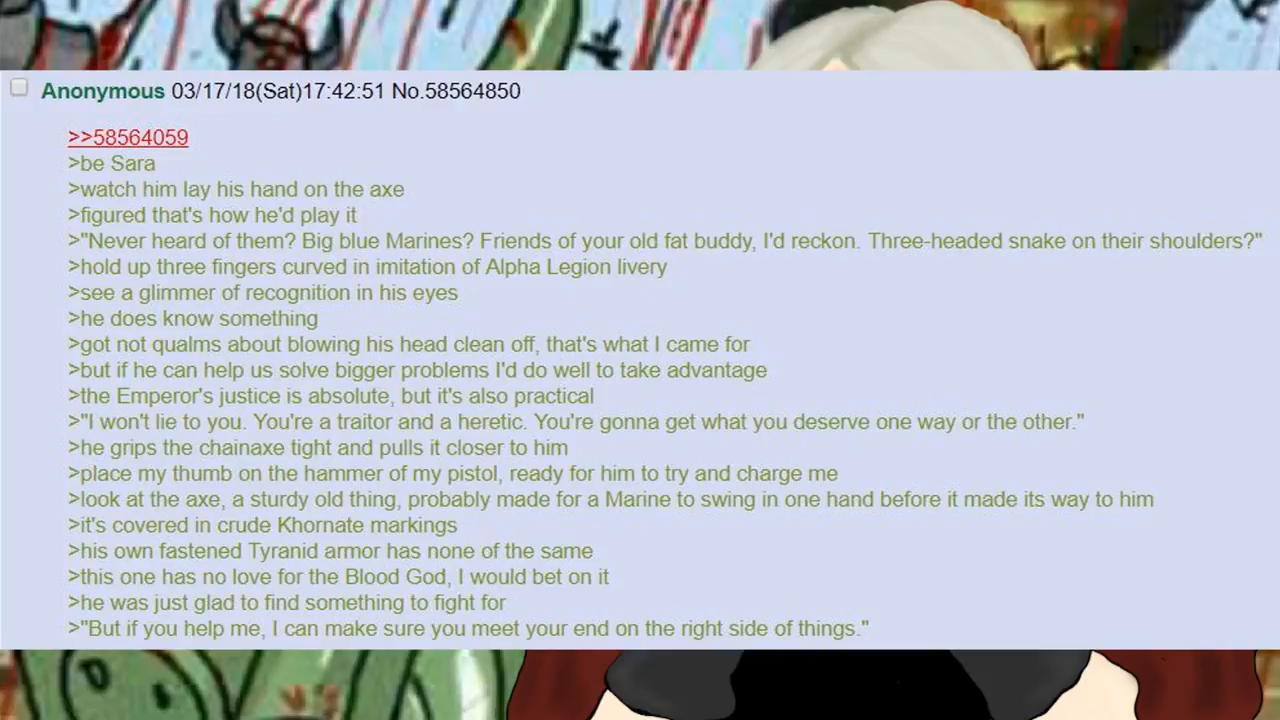 Anonymous 03/17/18(Sat)17:42:51 No.58564850
>>58564059
>be Sara
>watch him lay his hand on the axe
>figured that's how he'd play it
>"Never heard of them? Big blue Marines? Friends of your old fat buddy, I'd reckon. Three-headed snake on their shoulders?"
>hold up three fingers curved in imitation of Alpha Legion livery
>see a glimmer of recognition in his eyes
>he does know something
>got not qualms about blowing his head clean off, that's what I came for
>but if he can help us solve bigger problems I'd do well to take advantage
>the Emperor's justice is absolute, but it's also practical
>"I won't lie to you. You're a traitor and a heretic. You're gonna get what you deserve one way or the other."
>he grips the chainaxe tight and pulls it closer to him
>place my thumb on the hammer of my pistol, ready for him to try and charge me
>look at the axe, a sturdy old thing, probably made for a Marine to swing in one hand before it made its way to him
>it's covered in crude Khornate markings
>his own fastened Tyranid armor has none of the same
>this one has no love for the Blood God, I would bet on it
>he was just glad to find something to fight for
>"But if you help me, I can make sure you meet your end on the right side of things."